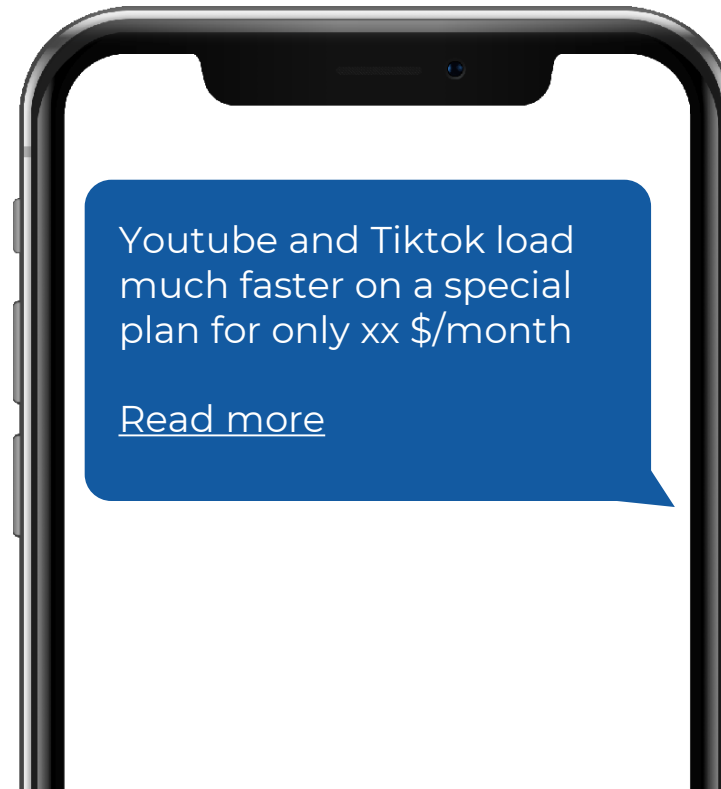 Youtube and Tiktok load
much faster on a special
plan for only xx $/month
Read more